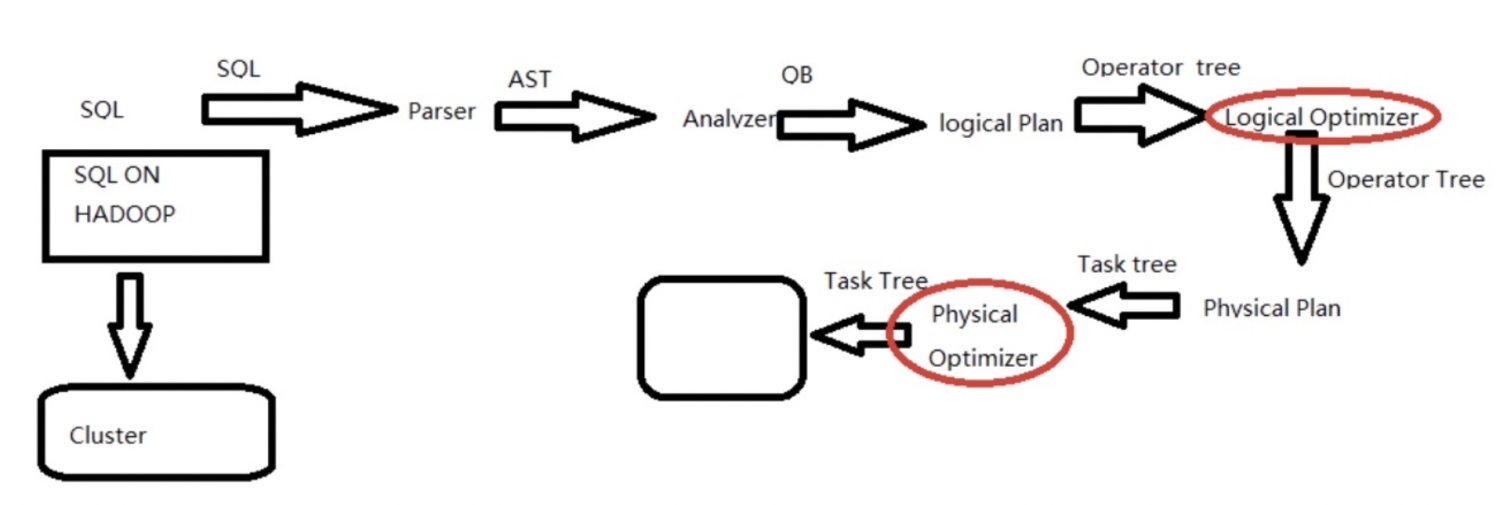 SQL
SQL
Parser
AST
Analyzer
QB
logical Plan
Operator tree
Logical Optimizer
Operator Tree
Physical Plan
Task tree
Physical
Optimizer
Task Tree
SQL ON
HADOOP
Cluster